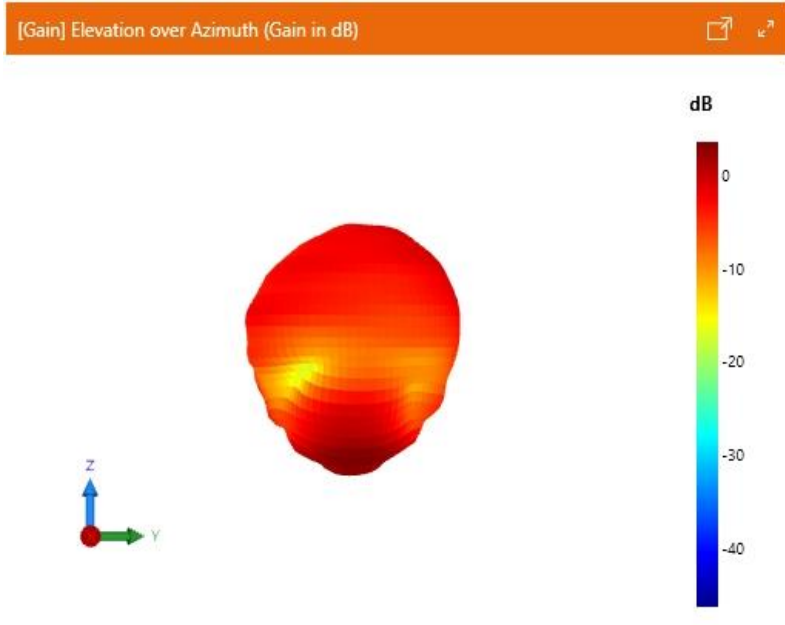 [Gain] Elevation over Azimuth (Gain in dB)
dB
0
-10
-20
-30
-40
Z
Y